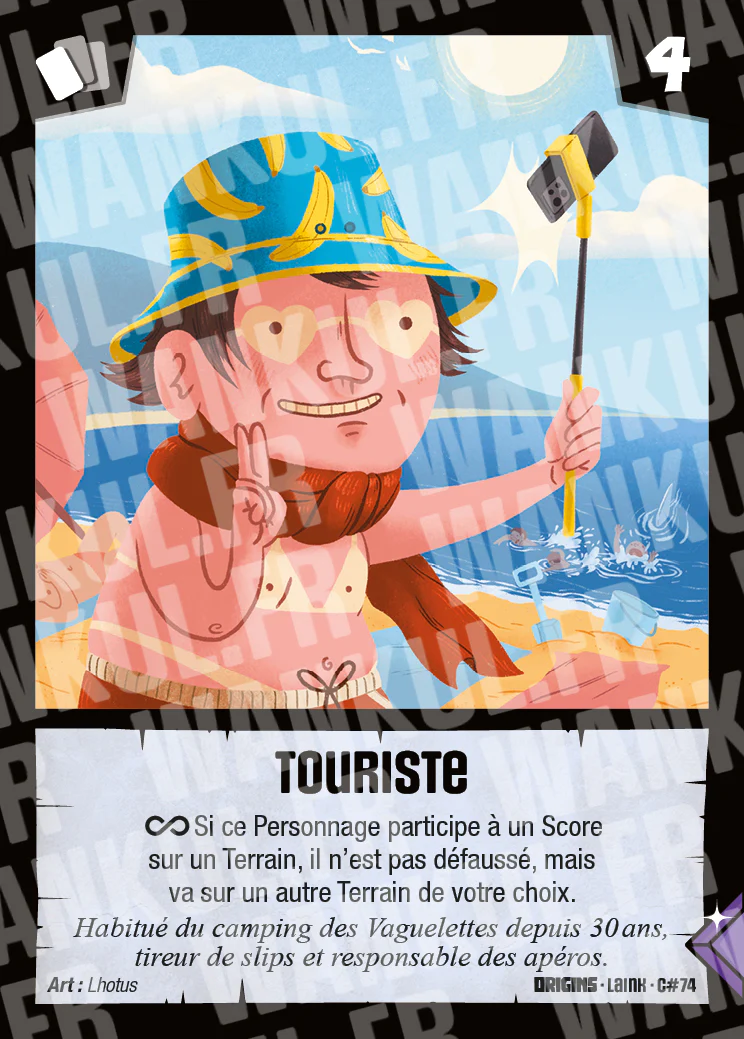 4
TOURISTE
∞ Si ce Personnage participe à un Score
sur un Terrain, il n’est pas défaussé, mais
va sur un autre Terrain de votre choix.
Habitué du camping des Vaguelettes depuis 30 ans,
tireur de slips et responsable des apéros.
Art : Lhotus
ORIGINS · LAINK · C#74
WANKUL.FR